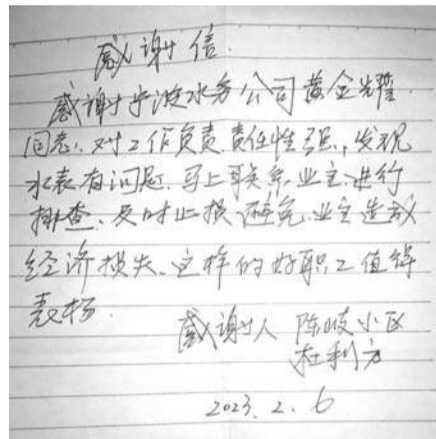 感谢信.
感谢宁波水务公司黄金耀.
同志.对工作负责.责任性强.,发现
水表有问题.马上联系.业主.进行
排查、及时止损.避免.业主造成
经济损失.这样的好职工值得
表扬.
感谢人 陈岐小区
杜利方
2023.2.6